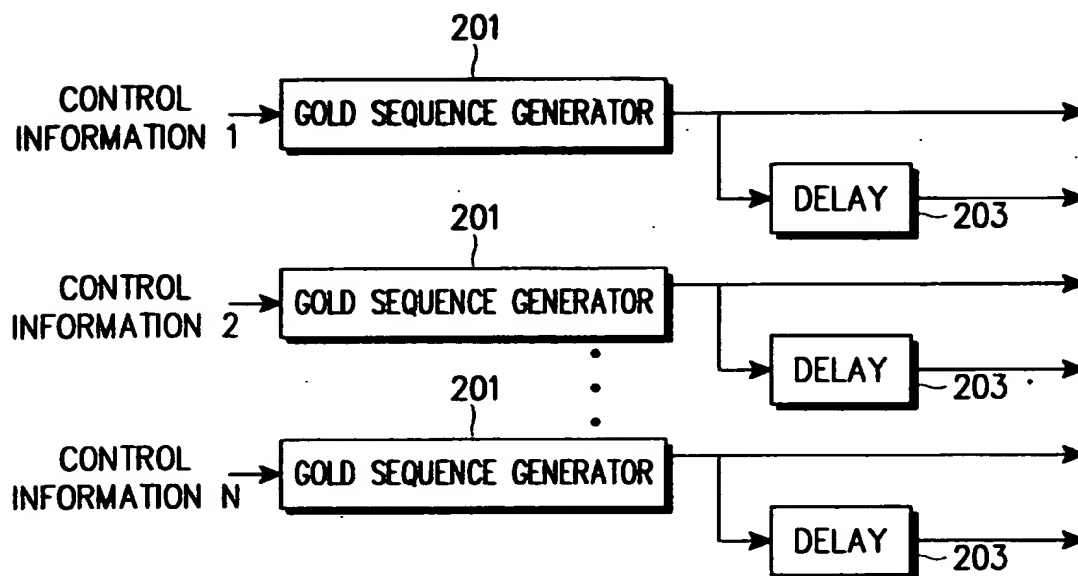 201
CONTROL
INFORMATION 1
GOLD SEQUENCE GENERATOR
DELAY
203
201
CONTROL
INFORMATION 2
GOLD SEQUENCE GENERATOR
DELAY
203
201
CONTROL
INFORMATION N
GOLD SEQUENCE GENERATOR
DELAY
203